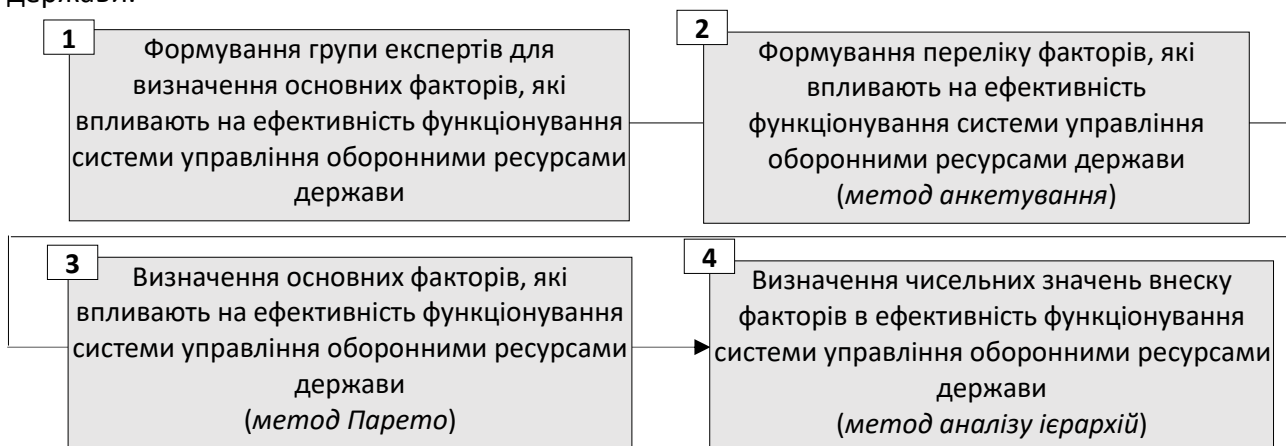 держави.
1
Формування групи експертів для
визначення основних факторів, які
впливають на ефективність функціонування
системи управління оборонними ресурсами
держави
2
Формування переліку факторів, які
впливають на ефективність
функціонування системи управління
оборонними ресурсами держави
(метод анкетування)
3
Визначення основних факторів, які
впливають на ефективність функціонування
системи управління оборонними ресурсами
держави
(метод Парето)
4
Визначення чисельних значень внеску
факторів в ефективність функціонування
системи управління оборонними ресурсами
держави
(метод аналізу ієрархій)